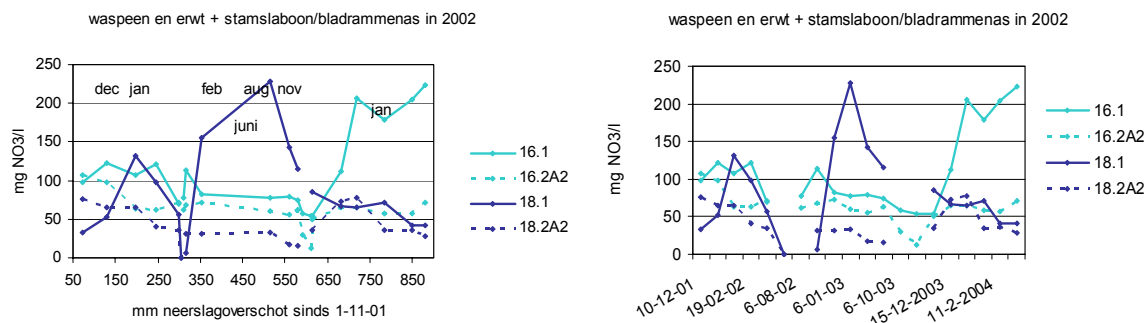 waspeen en erwt + stamslaboon/bladrammenas in 2002
250
200
150
100
50
0
mg NO3/l
dec jan feb aug nov
juni
jan
50 150 250 350 450 550 650 750 850
mm neerslagoverschot sinds 1-11-01
16.1
16.2A2
18.1
18.2A2
waspeen en erwt + stamslaboon/bladrammenas in 2002
250
200
150
100
50
0
mg NO3/l
10-12-01
19-02-02
6-08-02
6-01-03
6-10-03
15-12-2003
11-2-2004
16.1
16.2A2
18.1
18.2A2